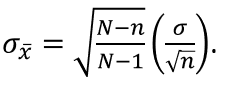 σ_x̄ = √((N−n)/(N−1)) (σ/√n).